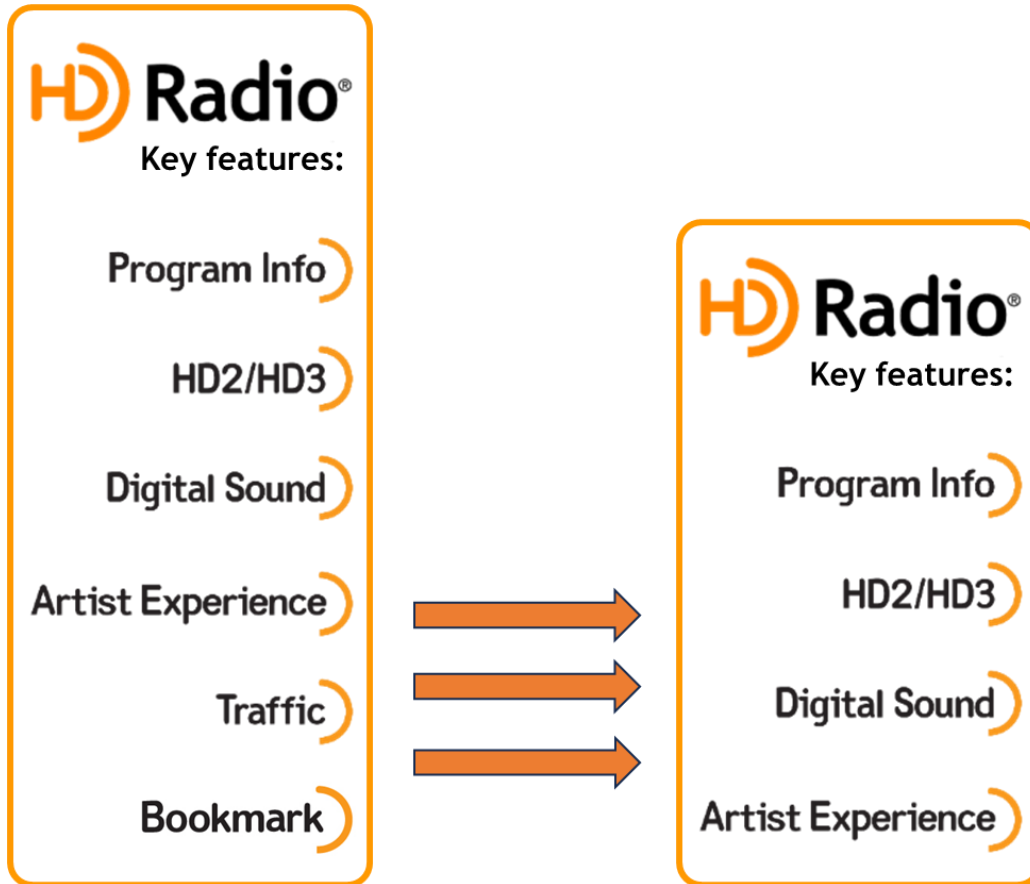 HD Radio®
Key features:
Program Info
HD2/HD3
Digital Sound
Artist Experience
Traffic
Bookmark
HD Radio®
Key features:
Program Info
HD2/HD3
Digital Sound
Artist Experience